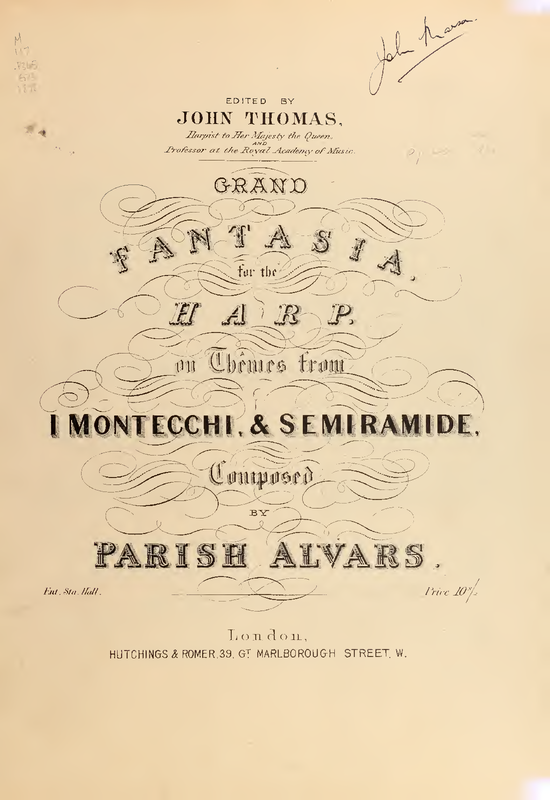 John
EDITED BY
JOHN THOMAS,
Harpist to Her Majesty the Queen,
AND
Professor at the Royal Academy of Music.
GRAND
FANTASIA,
for the
HARP.
on Thêmes from
I MONTECCHI, & SEMIRAMIDE,
Composed
BY
PARISH ALVARS.
Ent. Sta. Hall. Price 10/
London,
HUTCHINGS & ROMER, 39, GT MARLBOROUGH STREET, W.